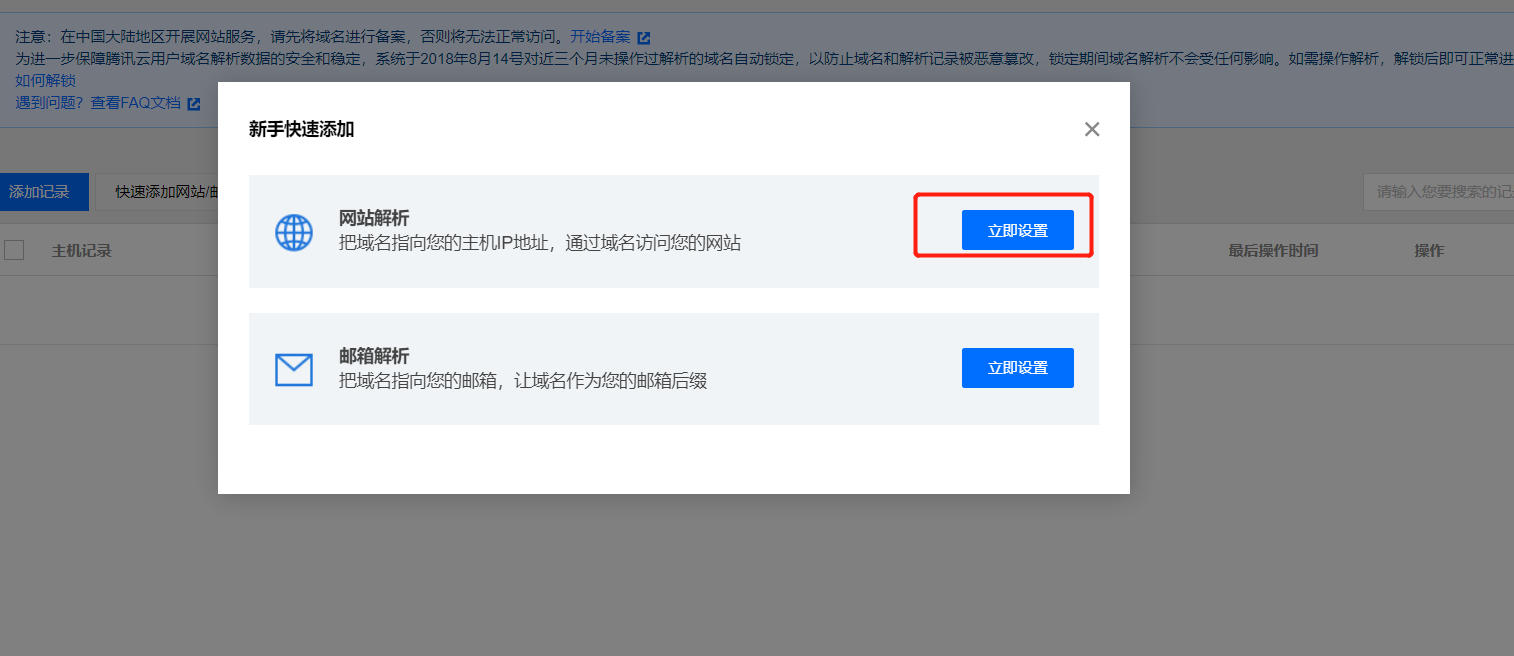 注意：在中国大陆地区开展网站服务，请先将域名进行备案，否则将无法正常访问。开始备案
为进一步保障腾讯云用户域名解析数据的安全和稳定，系统于2018年8月14号对近三个月未操作过解析的域名自动锁定，以防止域名和解析记录被恶意篡改，锁定期间域名解析不会受任何影响。如需操作解析，解锁后即可正常进
如何解锁
遇到问题？查看FAQ文档
新手快速添加
添加记录
快速添加网站/邮
请输入您要搜索的记
网站解析
把域名指向您的主机IP地址，通过域名访问您的网站
立即设置
主机记录
最后操作时间
操作
邮箱解析
把域名指向您的邮箱，让域名作为您的邮箱后缀
立即设置